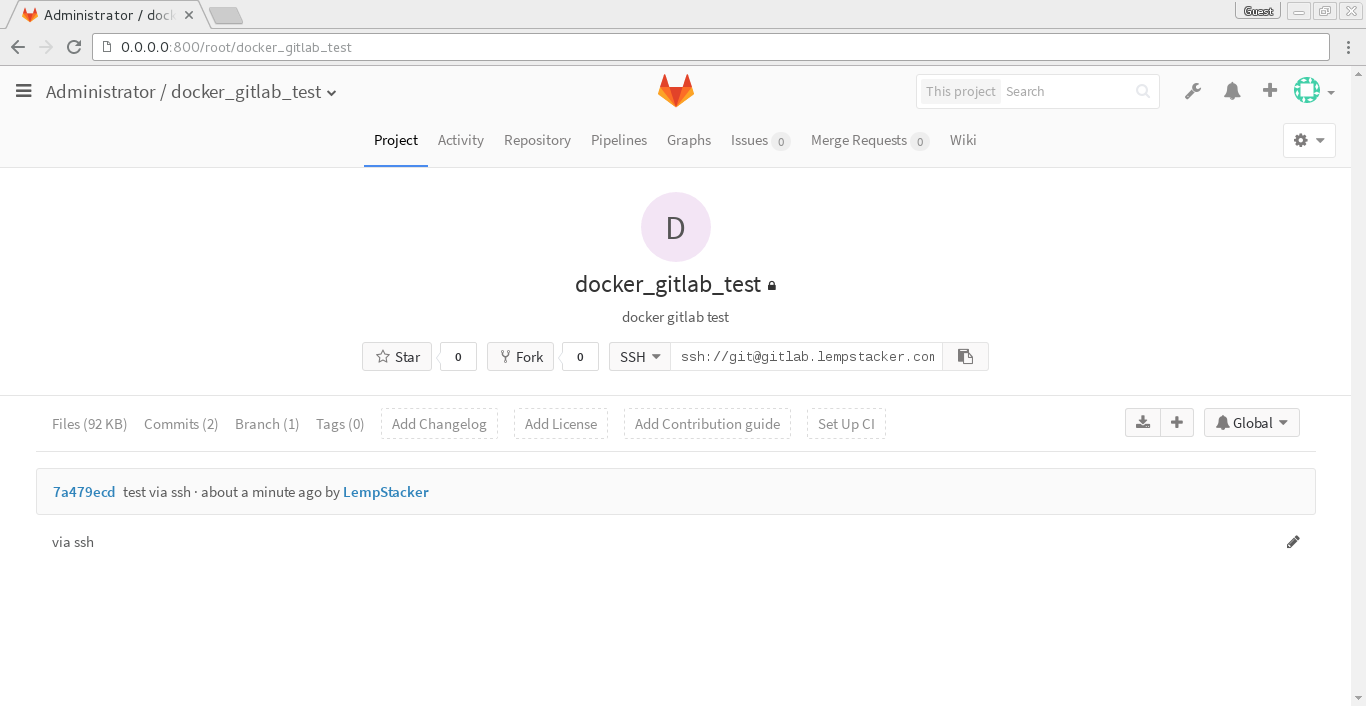 Administrator / dock
Guest
0.0.0.0:800/root/docker_gitlab_test
Administrator / docker_gitlab_test
This project Search
Project Activity Repository Pipelines Graphs Issues 0 Merge Requests 0 Wiki
D
docker_gitlab_test
docker gitlab test
Star 0 Fork 0 SSH ssh://git@gitlab.lempstacker.com
Files (92 KB) Commits (2) Branch (1) Tags (0) Add Changelog Add License Add Contribution guide Set Up CI Global
7a479ecd test via ssh · about a minute ago by LempStacker
via ssh